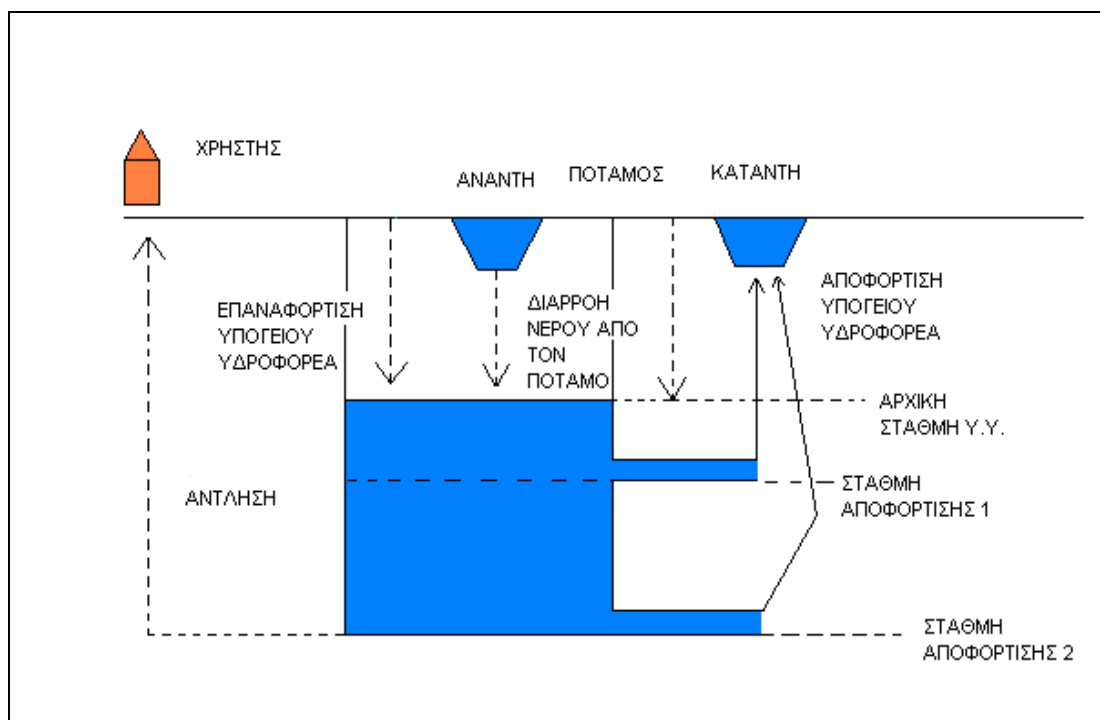 ΧΡΗΣΤΗΣ
ΑΝΑΝΤΗ
ΠΟΤΑΜΟΣ
ΚΑΤΑΝΤΗ
ΕΠΑΝΑΦΟΡΤΙΣΗ
ΥΠΟΓΕΙΟΥ
ΥΔΡΟΦΟΡΕΑ
ΔΙΑΡΡΟΗ
ΝΕΡΟΥ ΑΠΟ
ΤΟΝ
ΠΟΤΑΜΟ
ΑΠΟΦΟΡΤΙΣΗ
ΥΠΟΓΕΙΟΥ
ΥΔΡΟΦΟΡΕΑ
ΑΡΧΙΚΗ
ΣΤΑΘΜΗ Υ.Υ.
ΑΝΤΛΗΣΗ
ΣΤΑΘΜΗ
ΑΠΟΦΟΡΤΙΣΗΣ 1
ΣΤΑΘΜΗ
ΑΠΟΦΟΡΤΙΣΗΣ 2